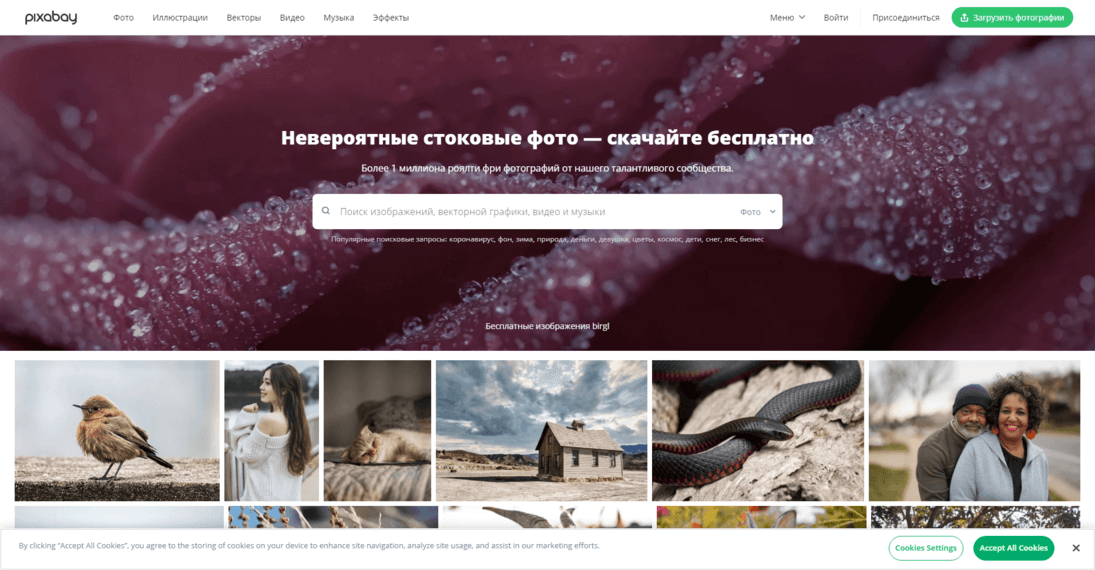 pixabay
Фото Иллюстрации Векторы Видео Музыка Эффекты Меню Войти Присоединиться Загрузить фотографии
Невероятные стоковые фото — скачайте бесплатно
Более 1 миллиона роялти фри фотографий от нашего талантливого сообщества.
Поиск изображений, векторной графики, видео и музыки Фото
Популярные поисковые запросы: коронавирус, фон, зима, природа, деньги, девушка, цветы, космос, дети, снег, лес, бизнес
Бесплатные изображения birgl
By clicking “Accept All Cookies”, you agree to the storing of cookies on your device to enhance site navigation, analyze site usage, and assist in our marketing efforts.
Cookies Settings
Accept All Cookies